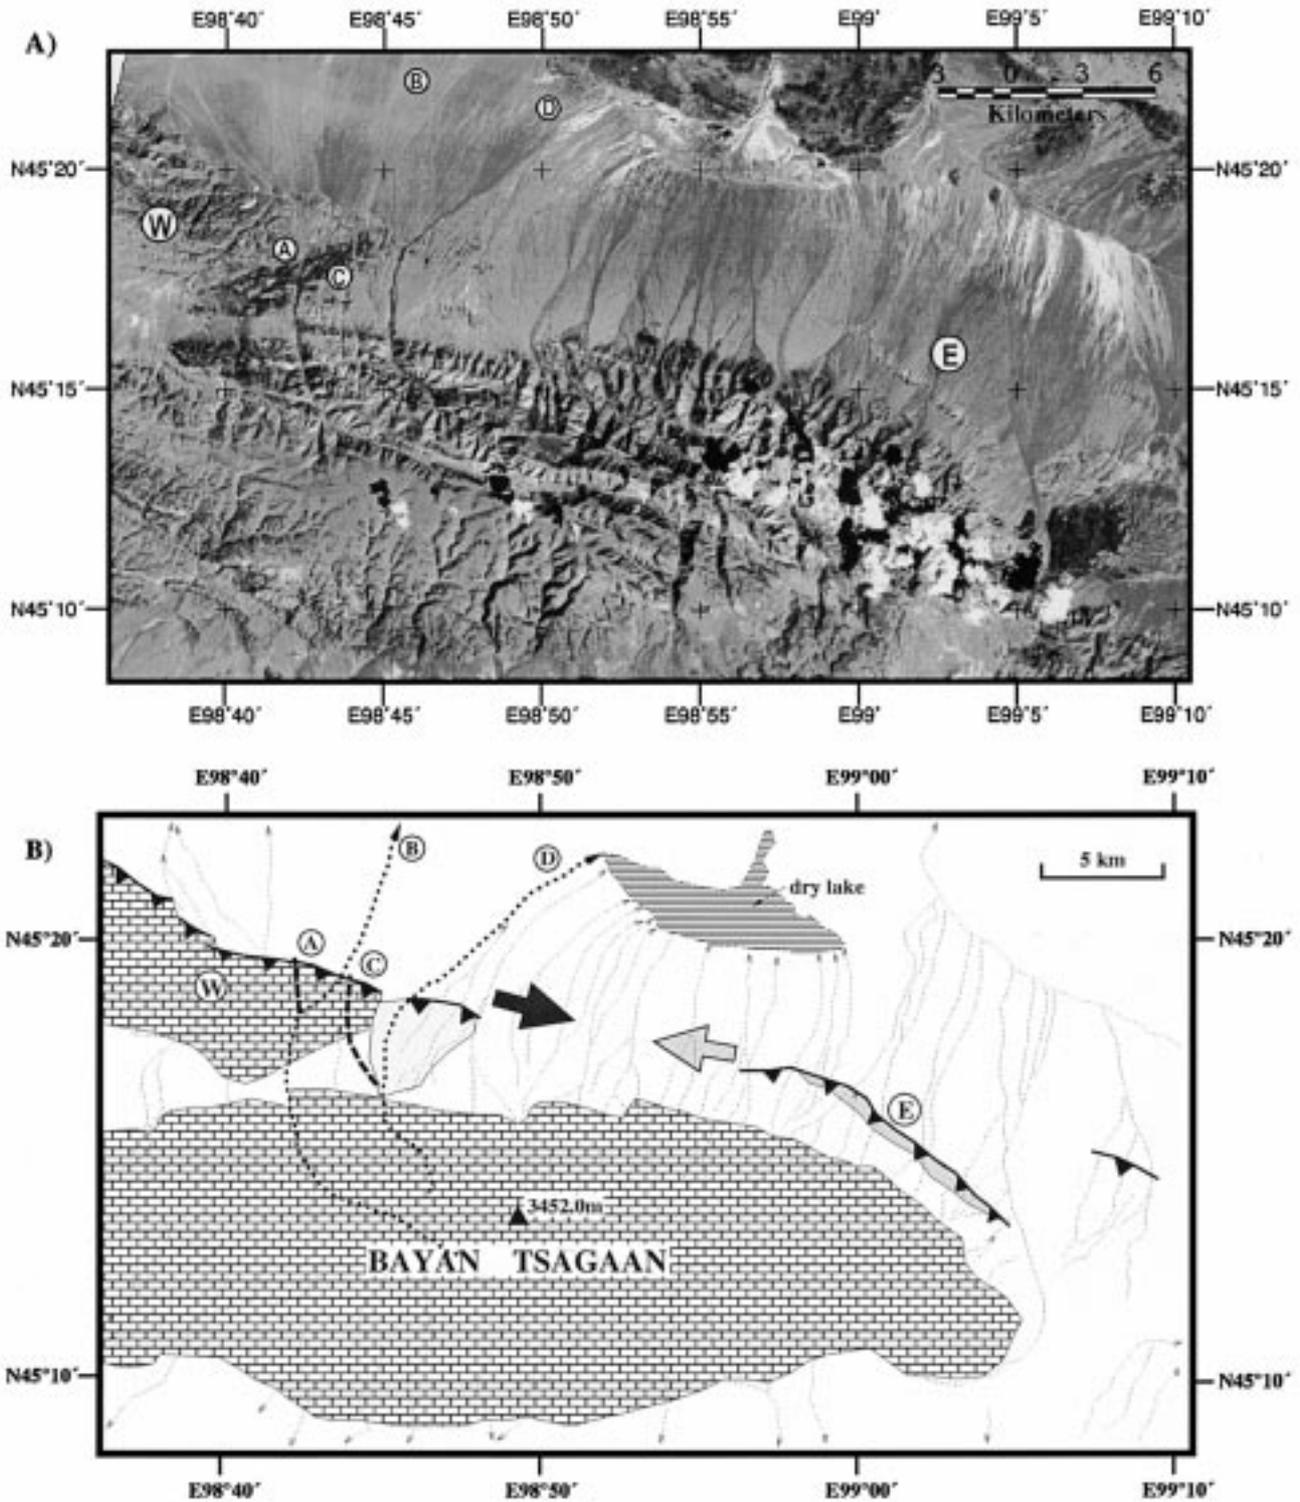 A)
E98°40´ E98°45´ E98°50´ E98°55´ E99° E99°5´ E99°10´
B
D
3 0 3 6
Kilometers
N45°20´ N45°20´
W
A
C
E
N45°15´ N45°15´
N45°10´ N45°10´
E98°40´ E98°45´ E98°50´ E98°55´ E99° E99°5´ E99°10´
E98°40´ E98°50´ E99°00´ E99°10´
B)
B
D
5 km
dry lake
N45°20´ N45°20´
A
C
W
E
3452.0m
BAYAN TSAGAAN
N45°10´ N45°10´
E98°40´ E98°50´ E99°00´ E99°10´